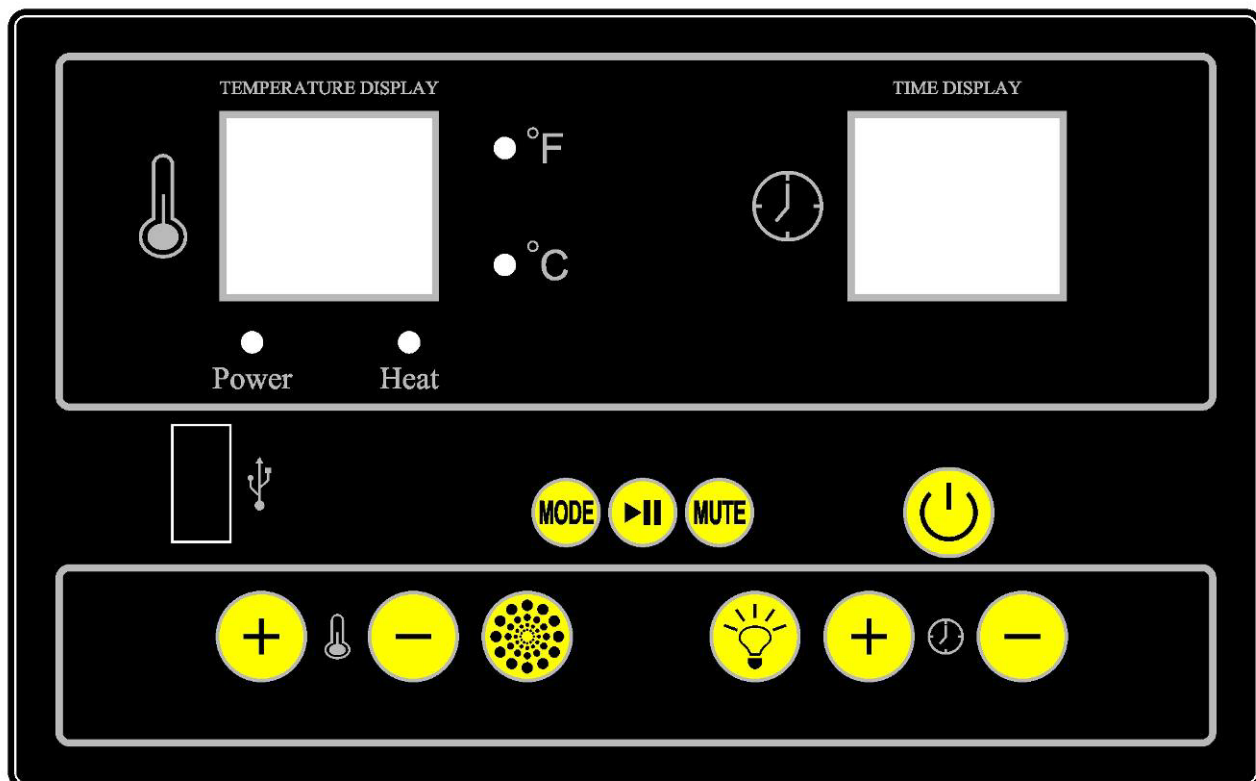 TEMPERATURE DISPLAY
TIME DISPLAY
°F
°C
Power
Heat
MODE
MUTE